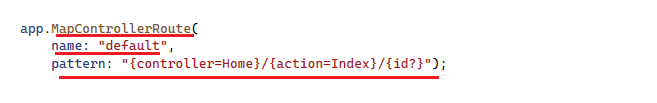 app.MapControllerRoute(
    name: "default",
    pattern: "{controller=Home}/{action=Index}/{id?}");